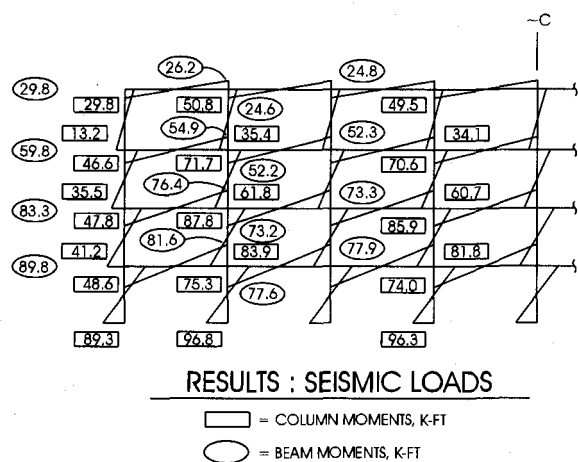 ~C
26.2 24.8
29.8
29.8 50.8 24.6 49.5
13.2 54.9 35.4 52.3 34.1
59.8
46.6 71.7 52.2 70.6
35.5 76.4 61.8 73.3 60.7
83.3
47.8 87.8 73.2 85.9
41.2 81.6 83.9 77.9 81.8
89.8
48.6 75.3 77.6 74.0
89.3 96.8 96.3
RESULTS : SEISMIC LOADS
= COLUMN MOMENTS, K-FT
= BEAM MOMENTS, K-FT